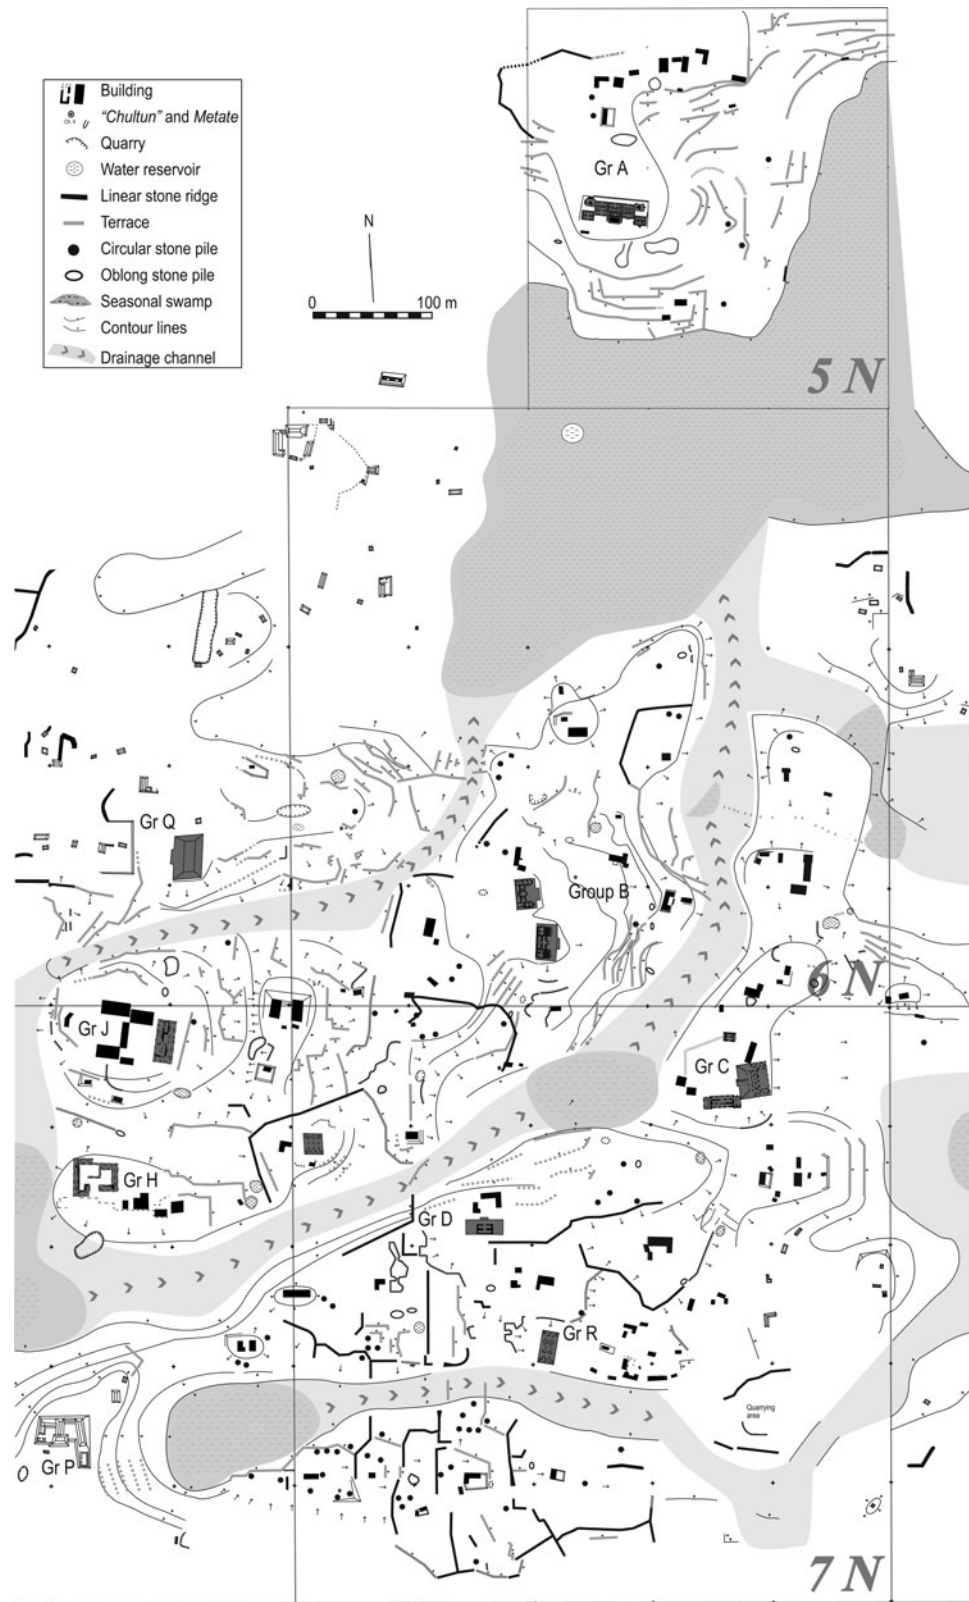 Building
"Chultun" and Metate
Quarry
Water reservoir
Linear stone ridge
Terrace
Circular stone pile
Oblong stone pile
Seasonal swamp
Contour lines
Drainage channel
N
0 100 m
Gr A
5 N
Gr Q
Group B
6 N
Gr J
Gr C
Gr H
Gr D
Gr R
Quarrying
area
Gr P
7 N